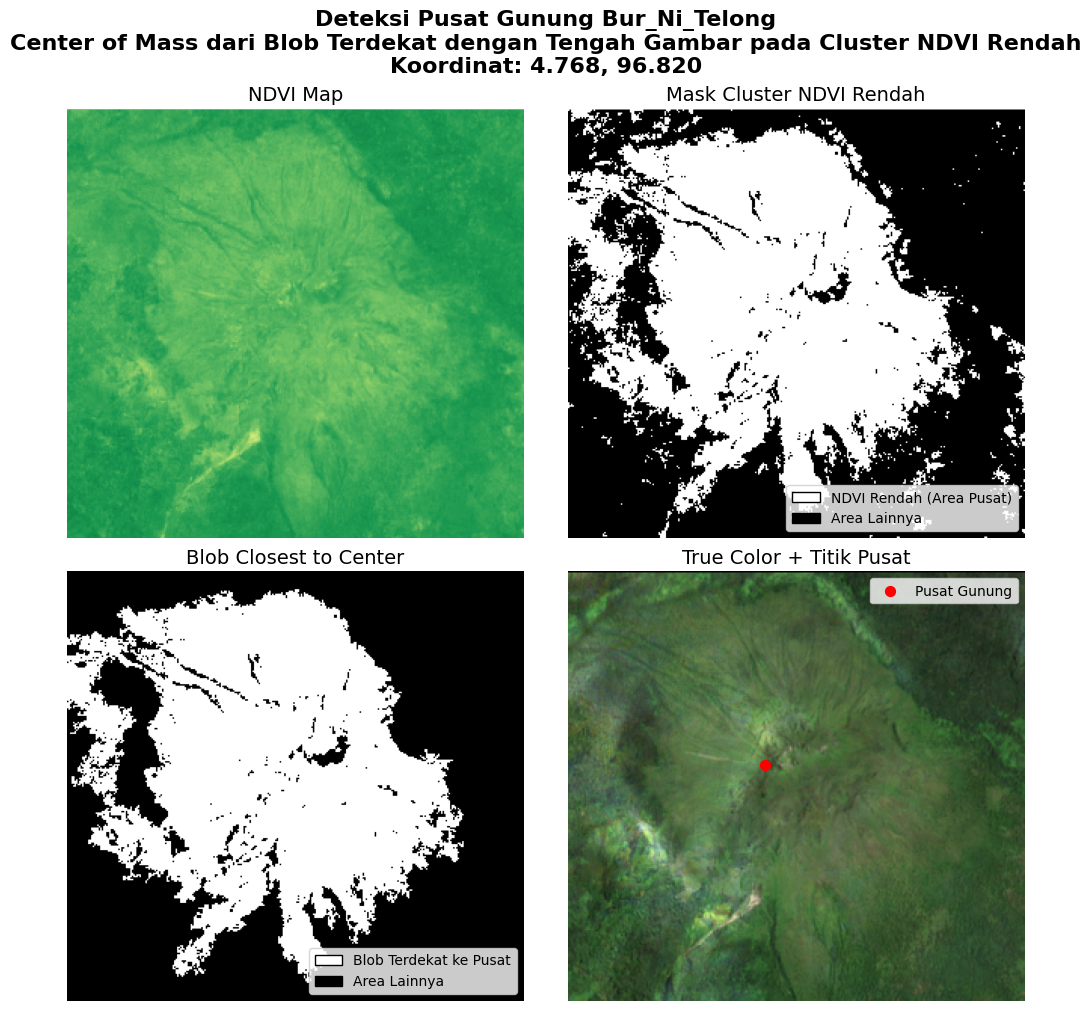 Deteksi Pusat Gunung Bur_Ni_Telong
Center of Mass dari Blob Terdekat dengan Tengah Gambar pada Cluster NDVI Rendah
Koordinat: 4.768, 96.820
NDVI Map
Mask Cluster NDVI Rendah
NDVI Rendah (Area Pusat)
Area Lainnya
Blob Closest to Center
True Color + Titik Pusat
Blob Terdekat ke Pusat
Area Lainnya
Pusat Gunung